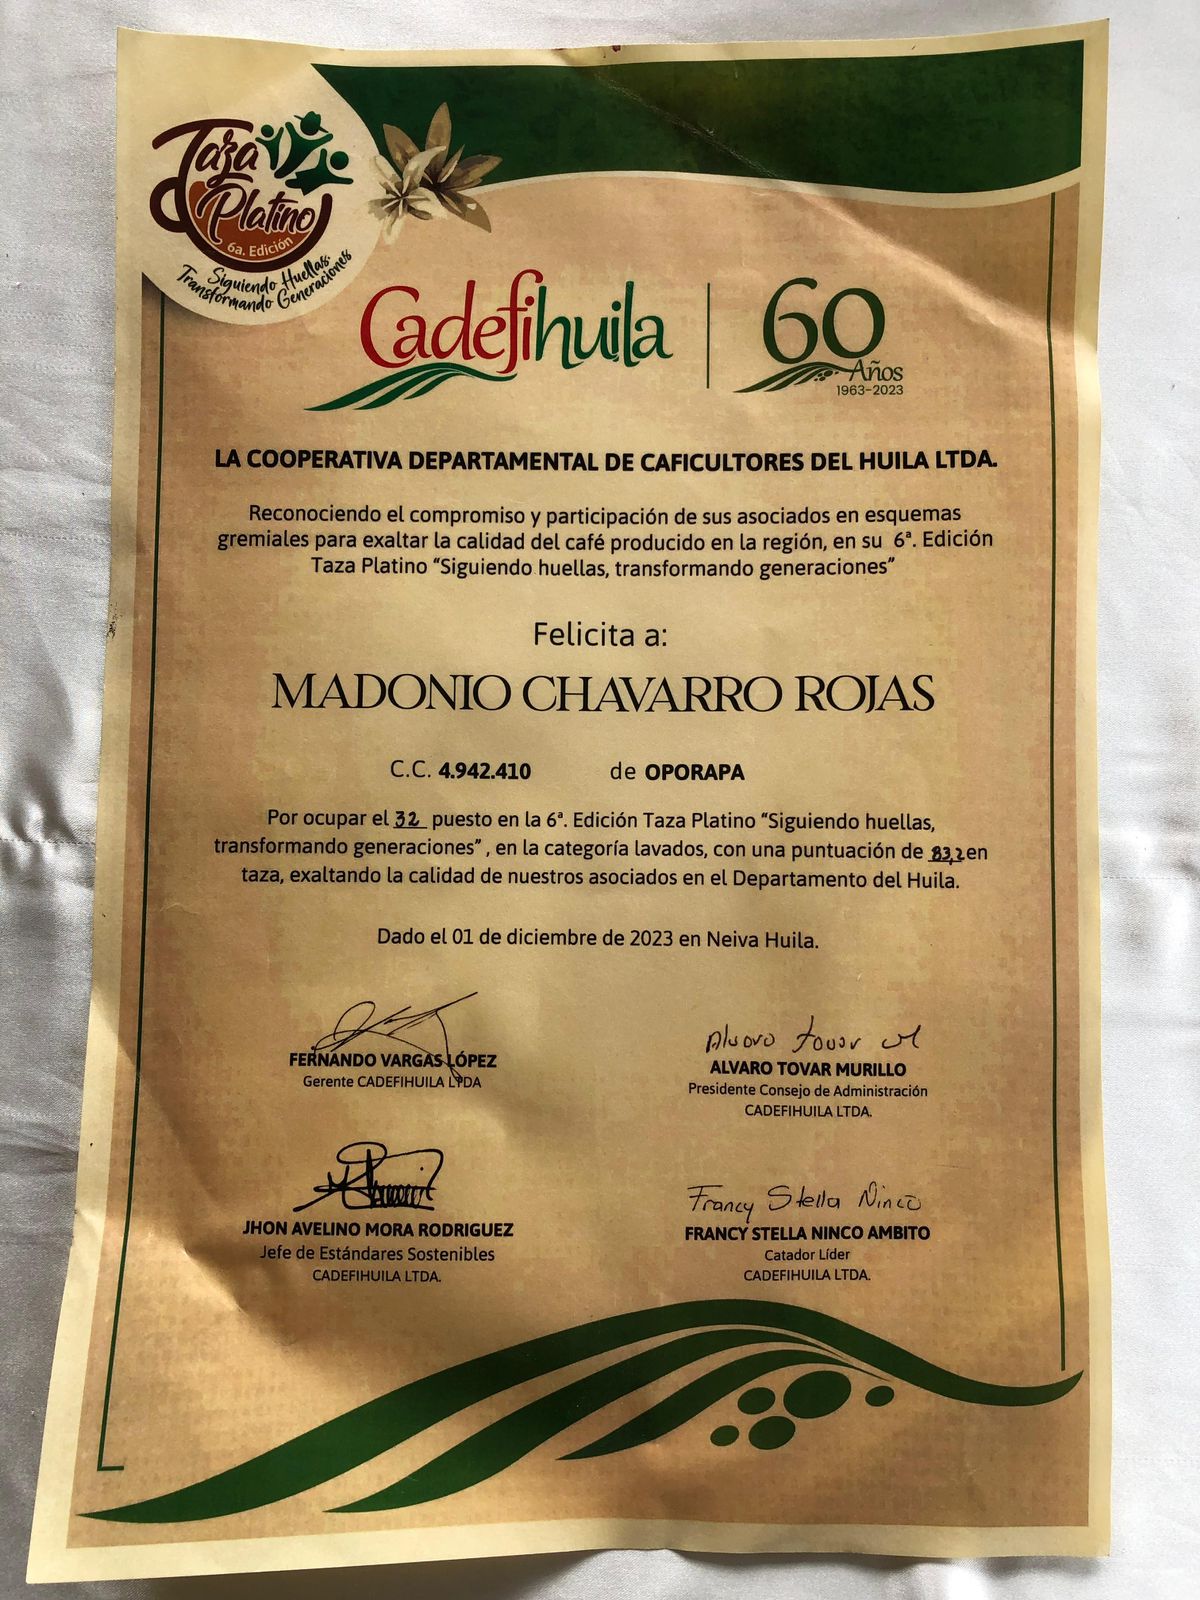 Taza
Platino
6a. Edición
Siguiendo Huellas,
Transformando Generaciones
Cadefihuila
60
Años
1963-2023
LA COOPERATIVA DEPARTAMENTAL DE CAFICULTORES DEL HUILA LTDA.
Reconociendo el compromiso y participación de sus asociados en esquemas
gremiales para exaltar la calidad del café producido en la región, en su 6ª. Edición
Taza Platino “Siguiendo huellas, transformando generaciones”
Felicita a:
MADONIO CHAVARRO ROJAS
C.C. 4.942.410 de OPORAPA
Por ocupar el 32 puesto en la 6ª. Edición Taza Platino “Siguiendo huellas,
transformando generaciones” , en la categoría lavados, con una puntuación de 83,2 en
taza, exaltando la calidad de nuestros asociados en el Departamento del Huila.
Dado el 01 de diciembre de 2023 en Neiva Huila.
FERNANDO VARGAS LÓPEZ
Gerente CADEFIHUILA LTDA
Alvaro Tovar M
ALVARO TOVAR MURILLO
Presidente Consejo de Administración
CADEFIHUILA LTDA.
JHON AVELINO MORA RODRIGUEZ
Jefe de Estándares Sostenibles
CADEFIHUILA LTDA.
Francy Stella Ninco
FRANCY STELLA NINCO AMBITO
Catador Líder
CADEFIHUILA LTDA.